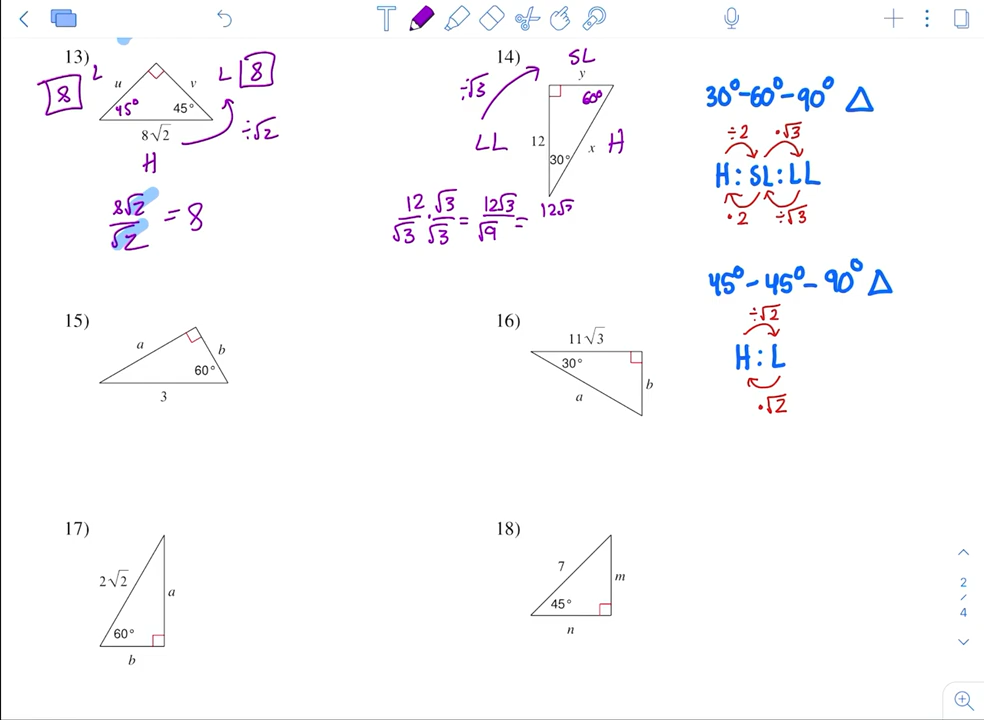 13)
L
u
v
L 8
8
45°
45°
8√2
÷√2
H
8√2/√2 = 8
14)
SL
y
÷√3
60°
LL
12
x
H
30°
12/√3 · √3/√3 = 12√3/√9 =
30°-60°-90° △
÷2 ·√3
H : SL : LL
·2 ÷√3
45°-45°-90° △
÷√2
H : L
·√2
15)
a
b
60°
3
16)
11√3
30°
b
a
17)
2√2
a
60°
b
18)
7
m
45°
n
2
/
4
T